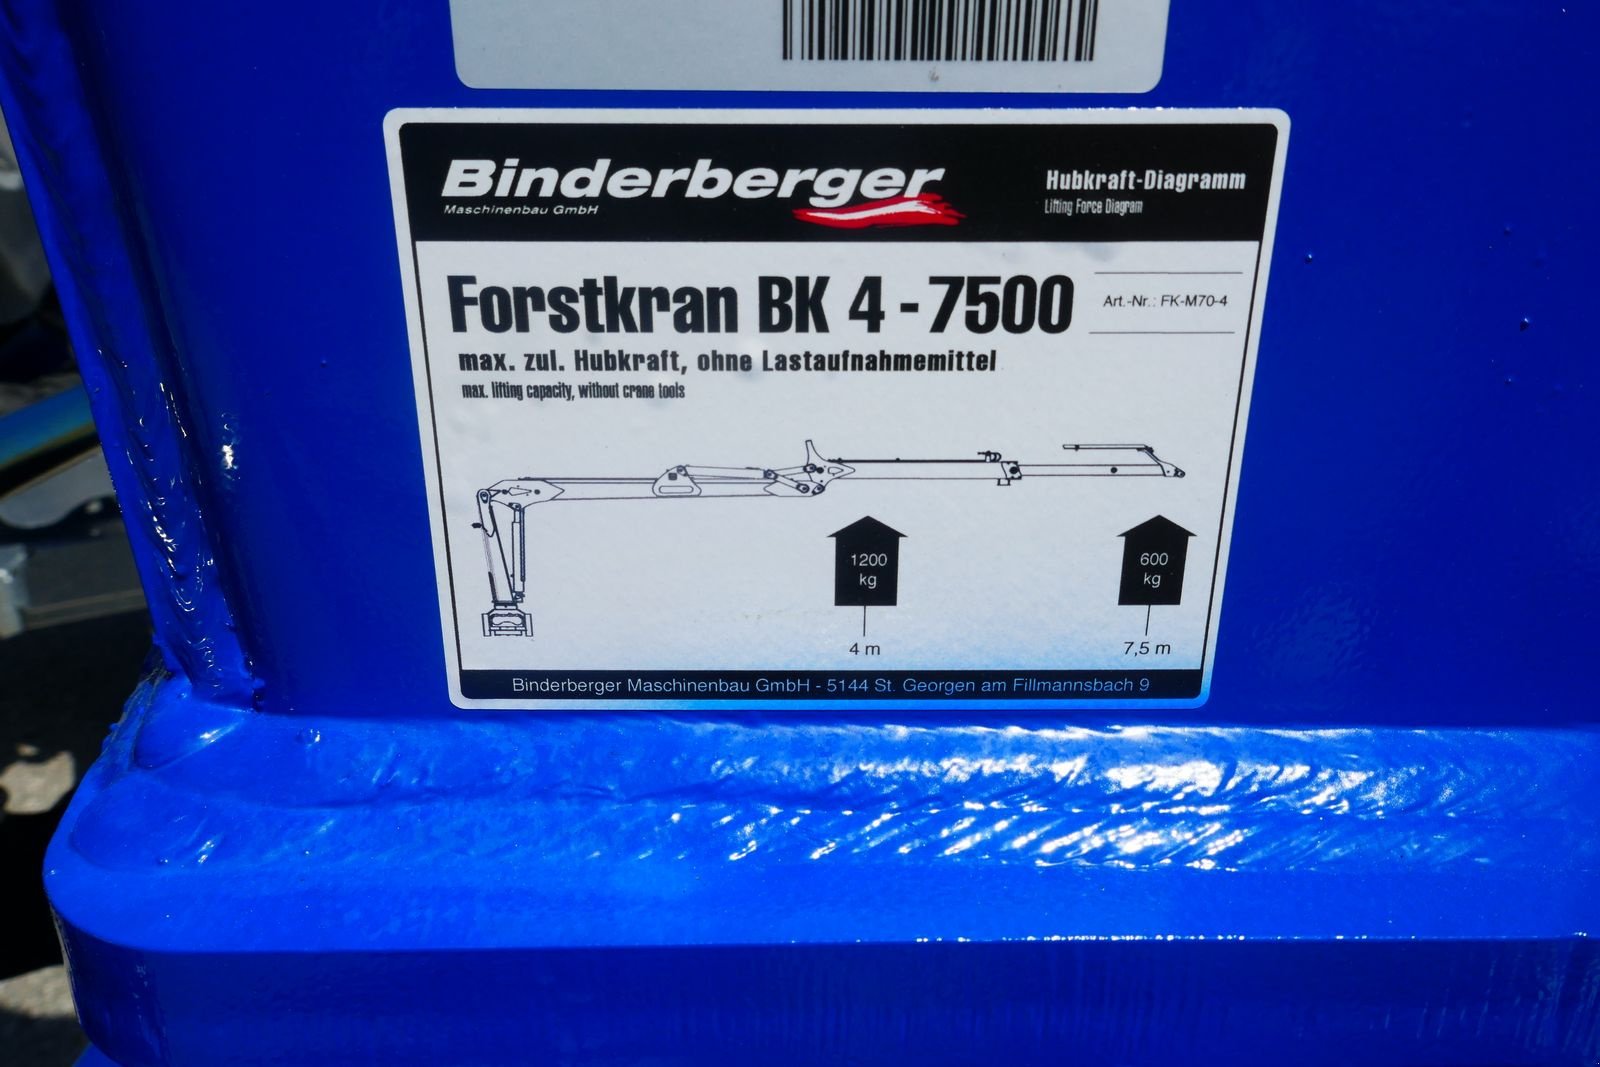 Binderberger
Maschinenbau GmbH
Hubkraft-Diagramm
Lifting Force Diagram
Forstkran BK 4 - 7500
Art.-Nr.: FK-M70-4
max. zul. Hubkraft, ohne Lastaufnahmemittel
max. lifting capacity, without crane tools
1200
kg
4 m
600
kg
7,5 m
Binderberger Maschinenbau GmbH - 5144 St. Georgen am Fillmannsbach 9